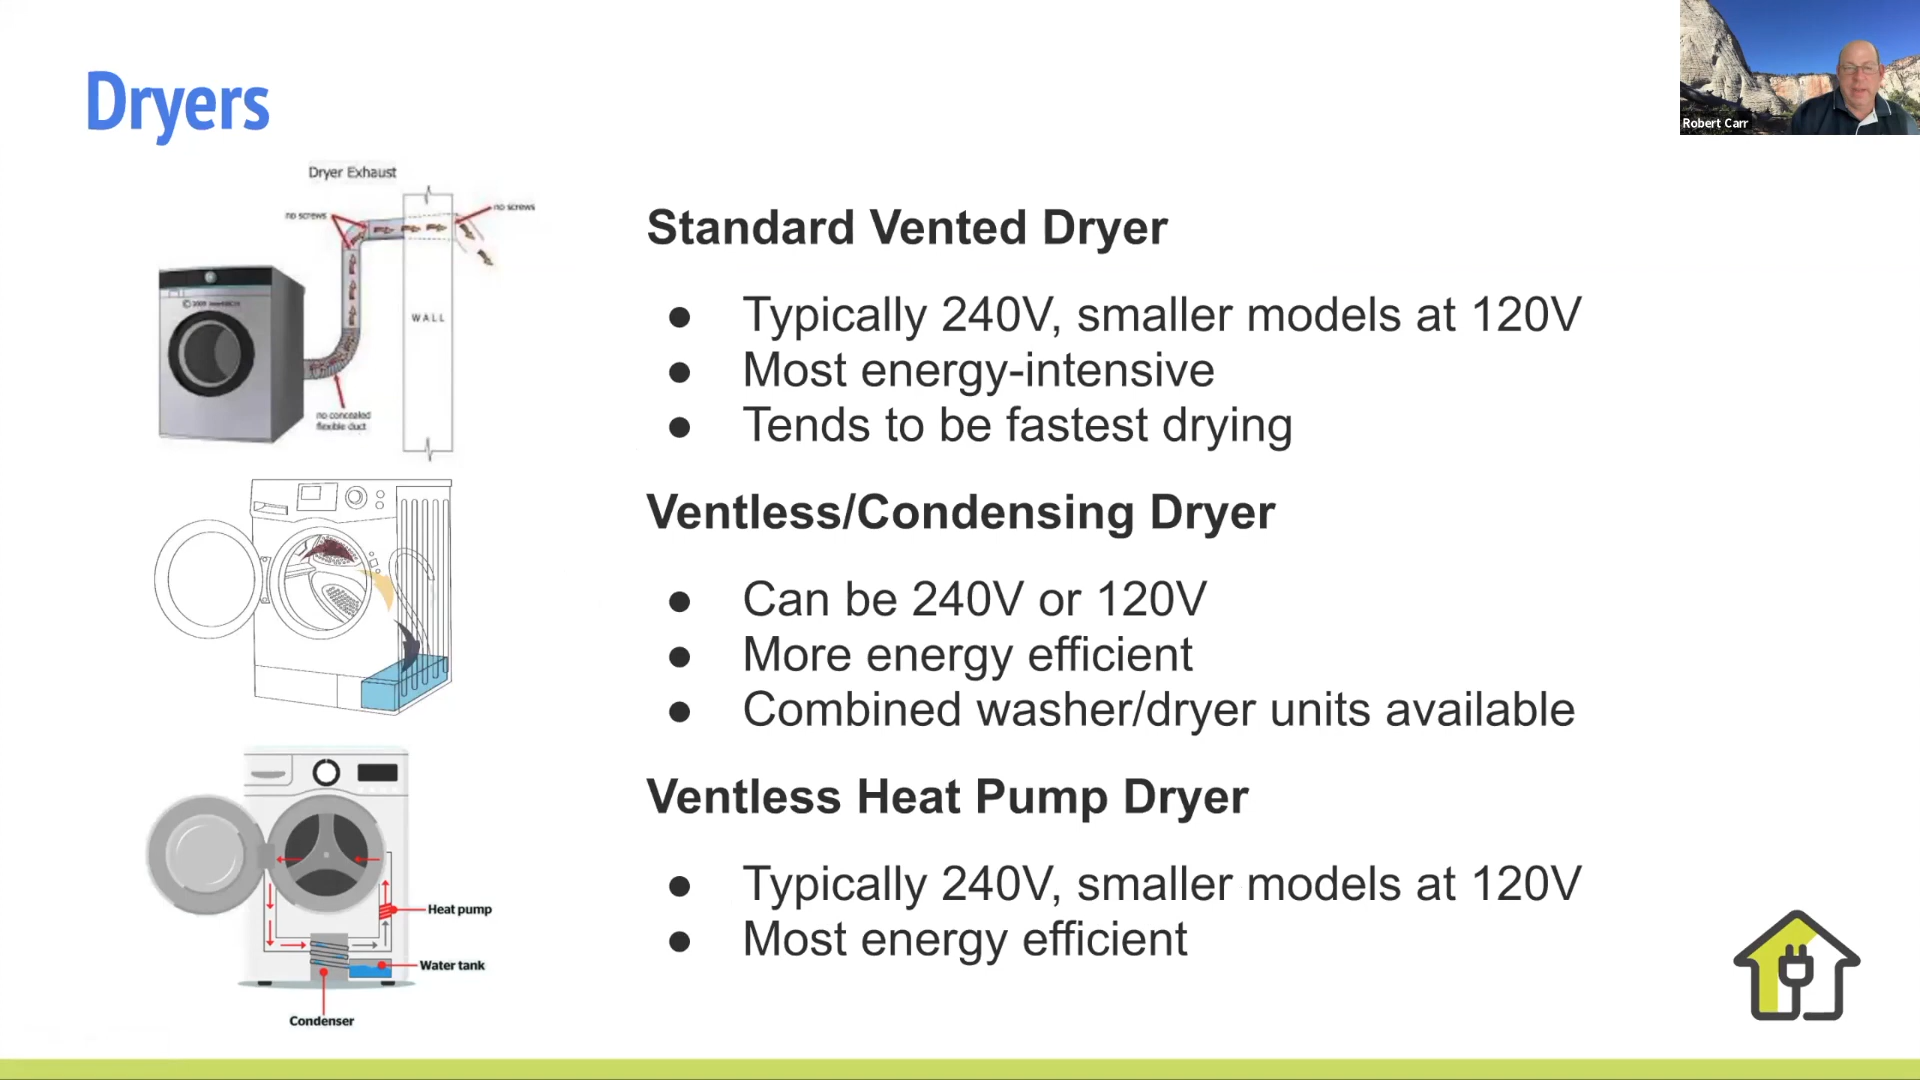 Dryers
Robert Carr
Dryer Exhaust
no screws
no screws
WALL
no concealed
flexible duct
Standard Vented Dryer
● Typically 240V, smaller models at 120V
● Most energy-intensive
● Tends to be fastest drying
Ventless/Condensing Dryer
● Can be 240V or 120V
● More energy efficient
● Combined washer/dryer units available
Ventless Heat Pump Dryer
● Typically 240V, smaller models at 120V
● Most energy efficient
Heat pump
Water tank
Condenser